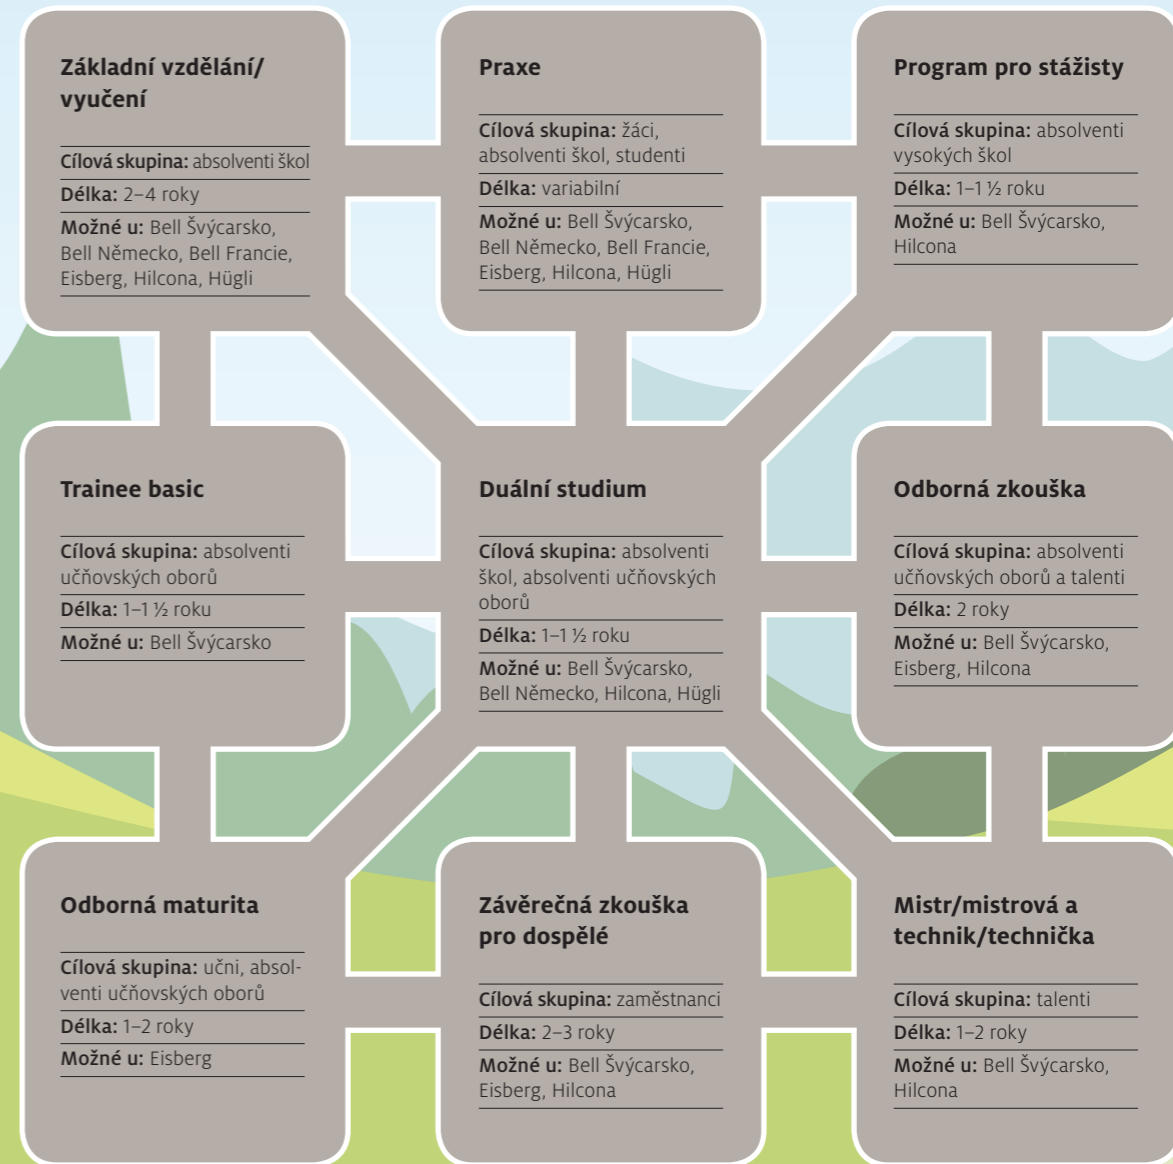 Základní vzdělání/
vyučení
Cílová skupina: absolventi škol
Délka: 2–4 roky
Možné u: Bell Švýcarsko,
Bell Německo, Bell Francie,
Eisberg, Hilcona, Hügli
Praxe
Cílová skupina: žáci,
absolventi škol, studenti
Délka: variabilní
Možné u: Bell Švýcarsko,
Bell Německo, Bell Francie,
Eisberg, Hilcona, Hügli
Program pro stážisty
Cílová skupina: absolventi
vysokých škol
Délka: 1–1 ½ roku
Možné u: Bell Švýcarsko,
Hilcona
Trainee basic
Cílová skupina: absolventi
učňovských oborů
Délka: 1–1 ½ roku
Možné u: Bell Švýcarsko
Duální studium
Cílová skupina: absolventi
škol, absolventi učňovských
oborů
Délka: 1–1 ½ roku
Možné u: Bell Švýcarsko,
Bell Německo, Hilcona, Hügli
Odborná zkouška
Cílová skupina: absolventi
učňovských oborů a talenti
Délka: 2 roky
Možné u: Bell Švýcarsko,
Eisberg, Hilcona
Odborná maturita
Cílová skupina: učni, absol-
venti učňovských oborů
Délka: 1–2 roky
Možné u: Eisberg
Závěrečná zkouška
pro dospělé
Cílová skupina: zaměstnanci
Délka: 2–3 roky
Možné u: Bell Švýcarsko,
Eisberg, Hilcona
Mistr/mistrová a
technik/technička
Cílová skupina: talenti
Délka: 1–2 roky
Možné u: Bell Švýcarsko,
Hilcona